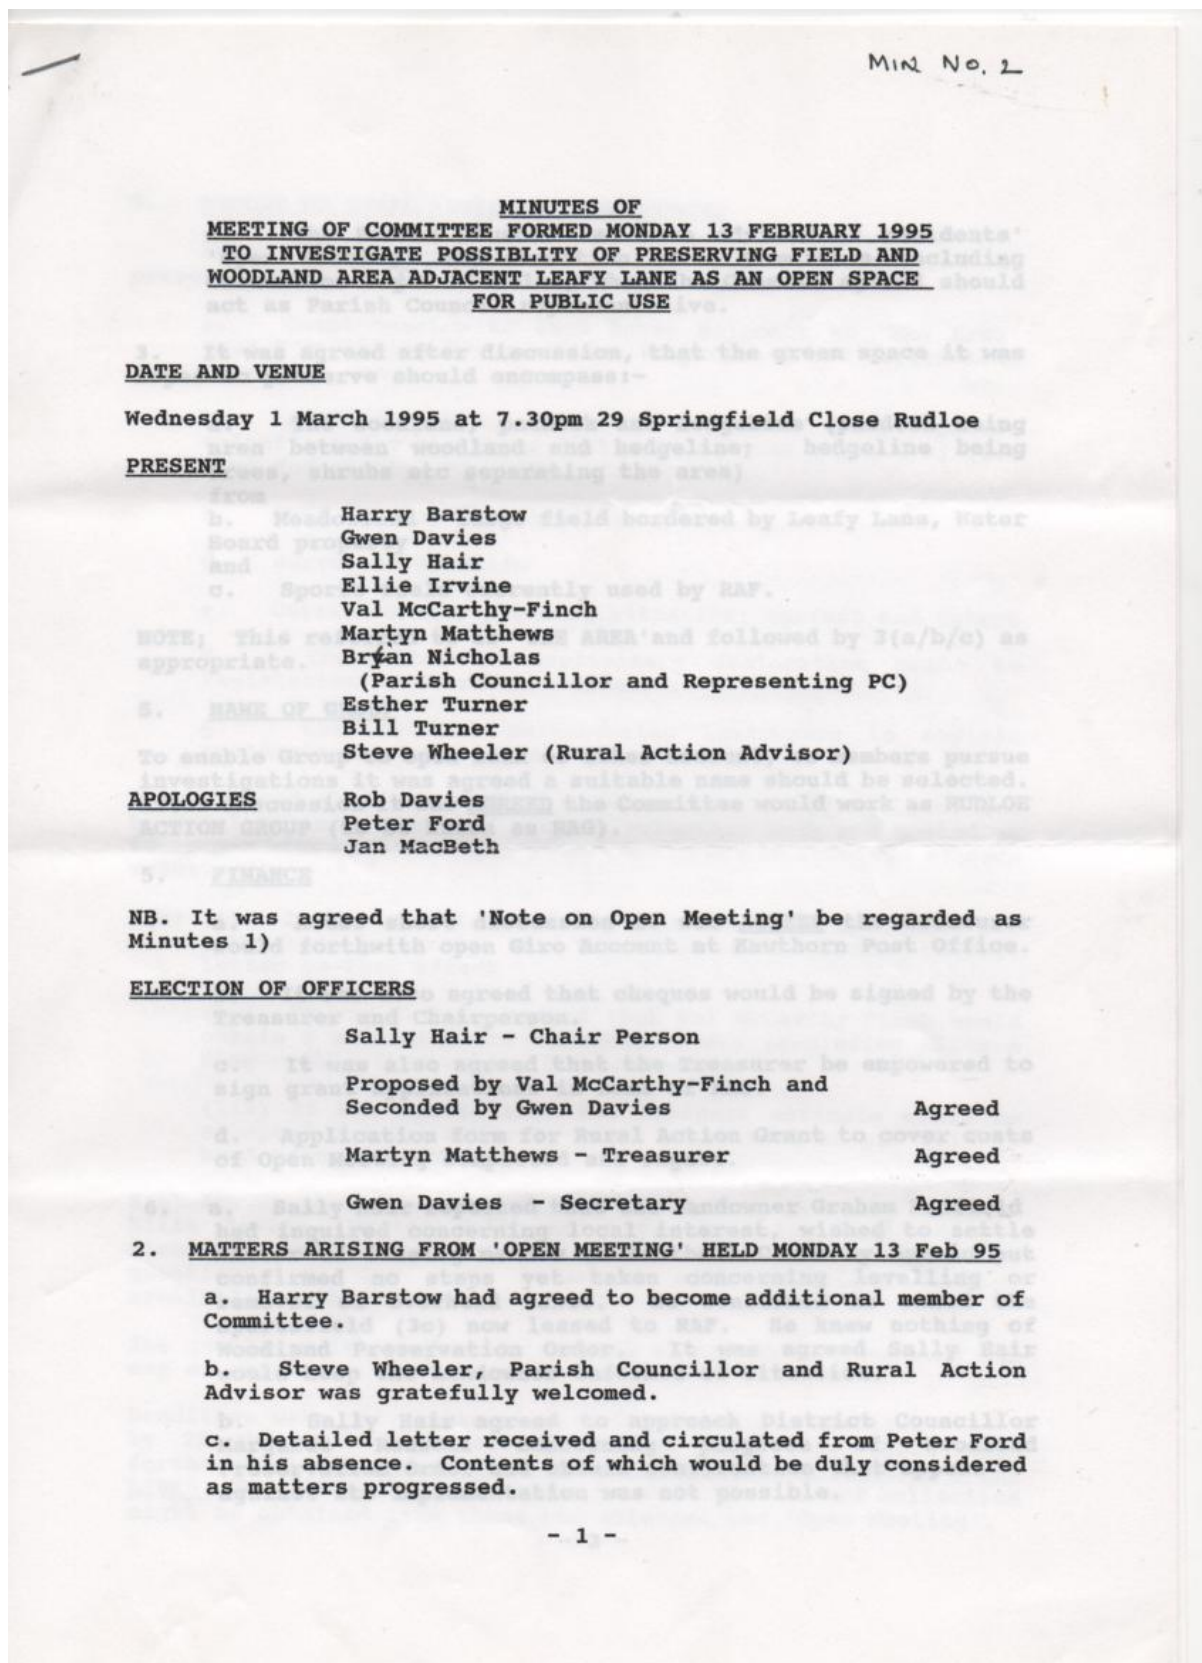 MIN No. 2
MINUTES OF
MEETING OF COMMITTEE FORMED MONDAY 13 FEBRUARY 1995
TO INVESTIGATE POSSIBLITY OF PRESERVING FIELD AND
WOODLAND AREA ADJACENT LEAFY LANE AS AN OPEN SPACE
FOR PUBLIC USE
DATE AND VENUE
Wednesday 1 March 1995 at 7.30pm 29 Springfield Close Rudloe
PRESENT
Harry Barstow
Gwen Davies
Sally Hair
Ellie Irvine
Val McCarthy-Finch
Martyn Matthews
Brian Nicholas
(Parish Councillor and Representing PC)
Esther Turner
Bill Turner
Steve Wheeler (Rural Action Advisor)
APOLOGIES Rob Davies
Peter Ford
Jan MacBeth
NB. It was agreed that 'Note on Open Meeting' be regarded as
Minutes 1)
ELECTION OF OFFICERS
Sally Hair - Chair Person
Proposed by Val McCarthy-Finch and
Seconded by Gwen Davies Agreed
Martyn Matthews - Treasurer Agreed
Gwen Davies - Secretary Agreed
2. MATTERS ARISING FROM 'OPEN MEETING' HELD MONDAY 13 Feb 95
a. Harry Barstow had agreed to become additional member of
Committee.
b. Steve Wheeler, Parish Councillor and Rural Action
Advisor was gratefully welcomed.
c. Detailed letter received and circulated from Peter Ford
in his absence. Contents of which would be duly considered
as matters progressed.
- 1 -